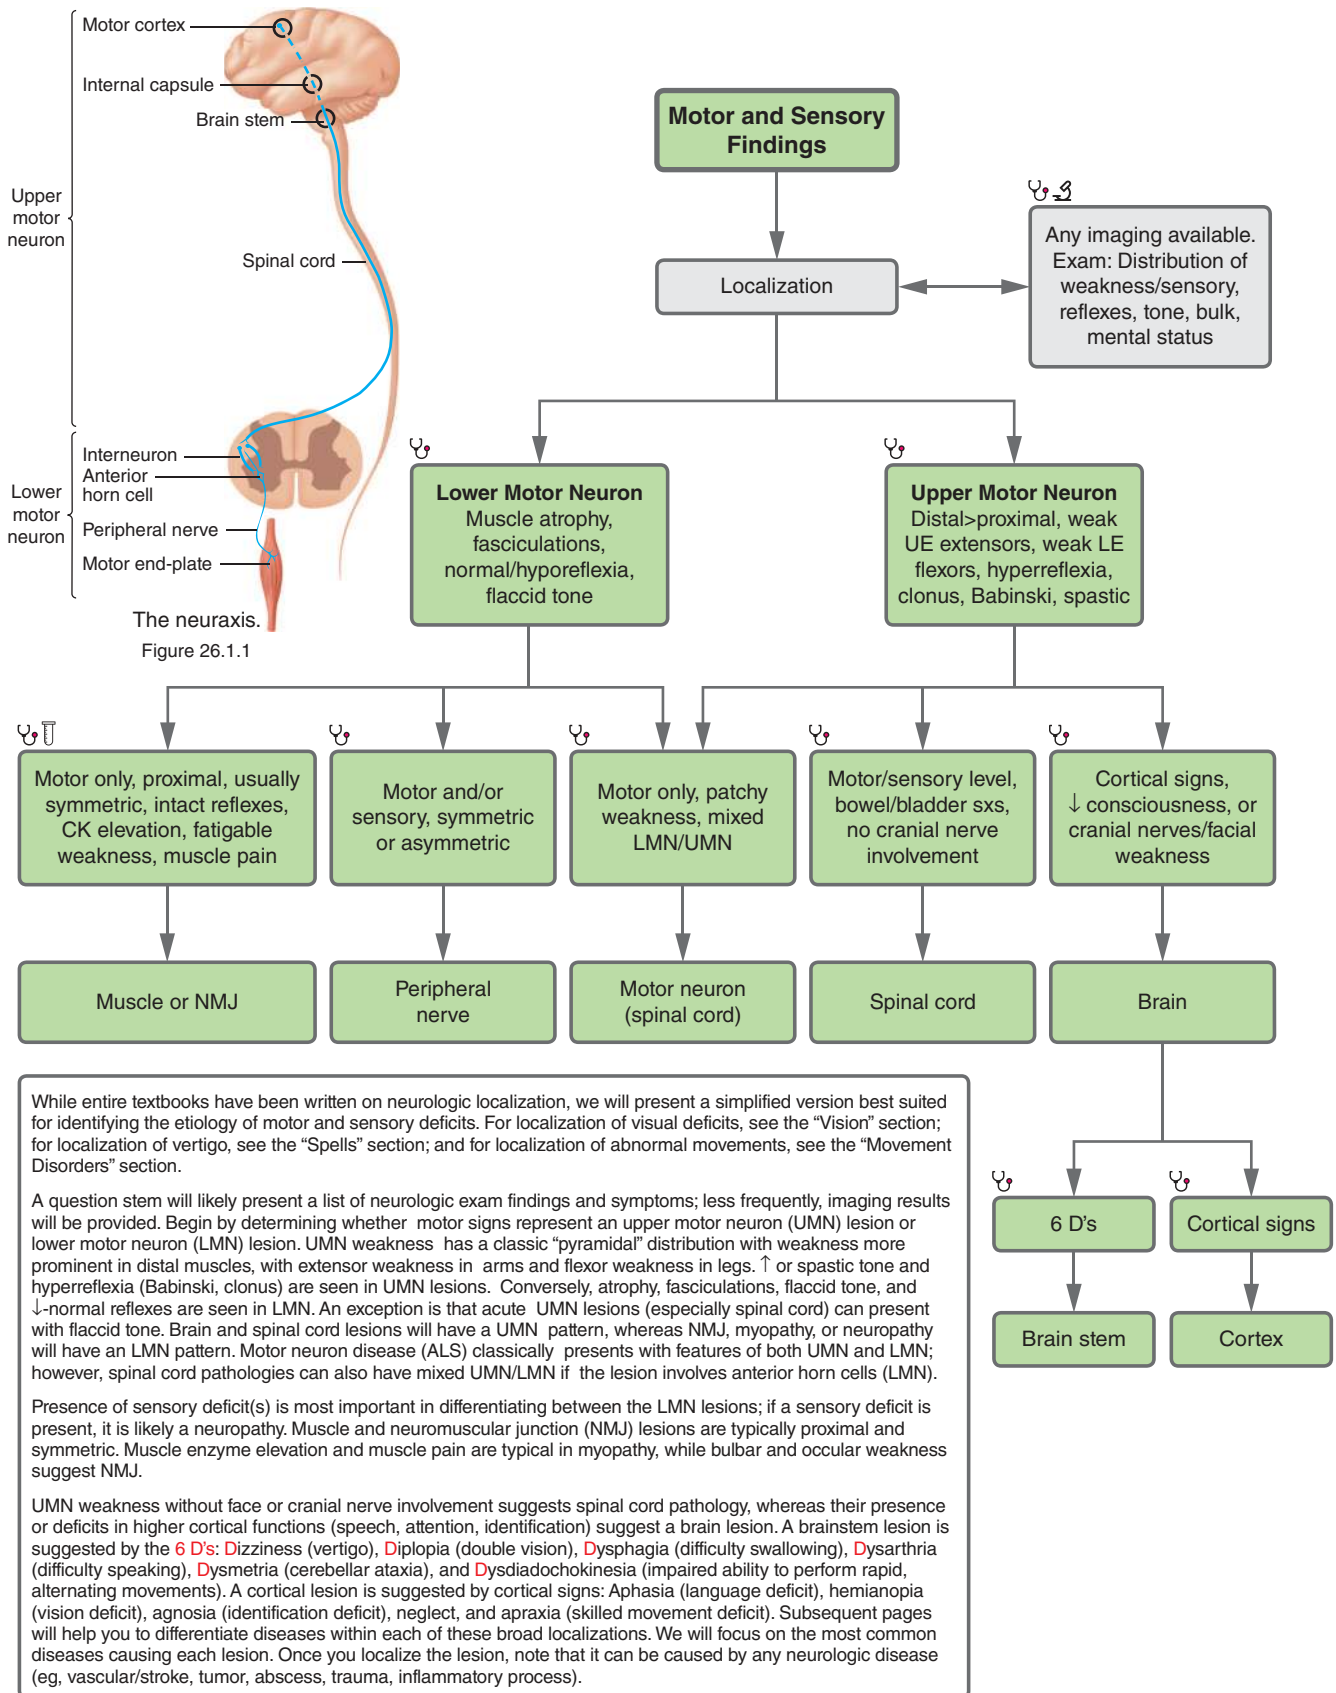 Motor cortex
Internal capsule
Brain stem
Upper
motor
neuron
Spinal cord
Interneuron
Anterior
horn cell
Lower
motor
neuron
Peripheral nerve
Motor end-plate
The neuraxis.
Figure 26.1.1
Motor and Sensory
Findings
Localization
Any imaging available.
Exam: Distribution of
weakness/sensory,
reflexes, tone, bulk,
mental status
Lower Motor Neuron
Muscle atrophy,
fasciculations,
normal/hyporeflexia,
flaccid tone
Upper Motor Neuron
Distal>proximal, weak
UE extensors, weak LE
flexors, hyperreflexia,
clonus, Babinski, spastic
Motor only, proximal, usually
symmetric, intact reflexes,
CK elevation, fatigable
weakness, muscle pain
Motor and/or
sensory, symmetric
or asymmetric
Motor only, patchy
weakness, mixed
LMN/UMN
Motor/sensory level,
bowel/bladder sxs,
no cranial nerve
involvement
Cortical signs,
↓ consciousness, or
cranial nerves/facial
weakness
Muscle or NMJ
Peripheral
nerve
Motor neuron
(spinal cord)
Spinal cord
Brain
6 D's
Cortical signs
Brain stem
Cortex
While entire textbooks have been written on neurologic localization, we will present a simplified version best suited
for identifying the etiology of motor and sensory deficits. For localization of visual deficits, see the “Vision” section;
for localization of vertigo, see the “Spells” section; and for localization of abnormal movements, see the “Movement
Disorders” section.
A question stem will likely present a list of neurologic exam findings and symptoms; less frequently, imaging results
will be provided. Begin by determining whether motor signs represent an upper motor neuron (UMN) lesion or
lower motor neuron (LMN) lesion. UMN weakness has a classic “pyramidal” distribution with weakness more
prominent in distal muscles, with extensor weakness in arms and flexor weakness in legs. ↑ or spastic tone and
hyperreflexia (Babinski, clonus) are seen in UMN lesions. Conversely, atrophy, fasciculations, flaccid tone, and
↓-normal reflexes are seen in LMN. An exception is that acute UMN lesions (especially spinal cord) can present
with flaccid tone. Brain and spinal cord lesions will have a UMN pattern, whereas NMJ, myopathy, or neuropathy
will have an LMN pattern. Motor neuron disease (ALS) classically presents with features of both UMN and LMN;
however, spinal cord pathologies can also have mixed UMN/LMN if the lesion involves anterior horn cells (LMN).
Presence of sensory deficit(s) is most important in differentiating between the LMN lesions; if a sensory deficit is
present, it is likely a neuropathy. Muscle and neuromuscular junction (NMJ) lesions are typically proximal and
symmetric. Muscle enzyme elevation and muscle pain are typical in myopathy, while bulbar and occular weakness
suggest NMJ.
UMN weakness without face or cranial nerve involvement suggests spinal cord pathology, whereas their presence
or deficits in higher cortical functions (speech, attention, identification) suggest a brain lesion. A brainstem lesion is
suggested by the 6 D's: Dizziness (vertigo), Diplopia (double vision), Dysphagia (difficulty swallowing), Dysarthria
(difficulty speaking), Dysmetria (cerebellar ataxia), and Dysdiadochokinesia (impaired ability to perform rapid,
alternating movements). A cortical lesion is suggested by cortical signs: Aphasia (language deficit), hemianopia
(vision deficit), agnosia (identification deficit), neglect, and apraxia (skilled movement deficit). Subsequent pages
will help you to differentiate diseases within each of these broad localizations. We will focus on the most common
diseases causing each lesion. Once you localize the lesion, note that it can be caused by any neurologic disease
(eg, vascular/stroke, tumor, abscess, trauma, inflammatory process).